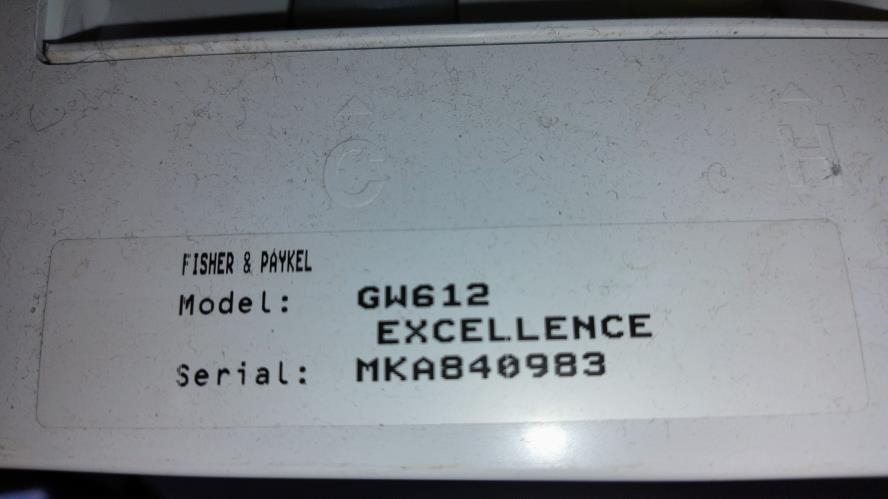 C H
FISHER & PAYKEL
Model: GW612
EXCELLENCE
Serial: MKA840983